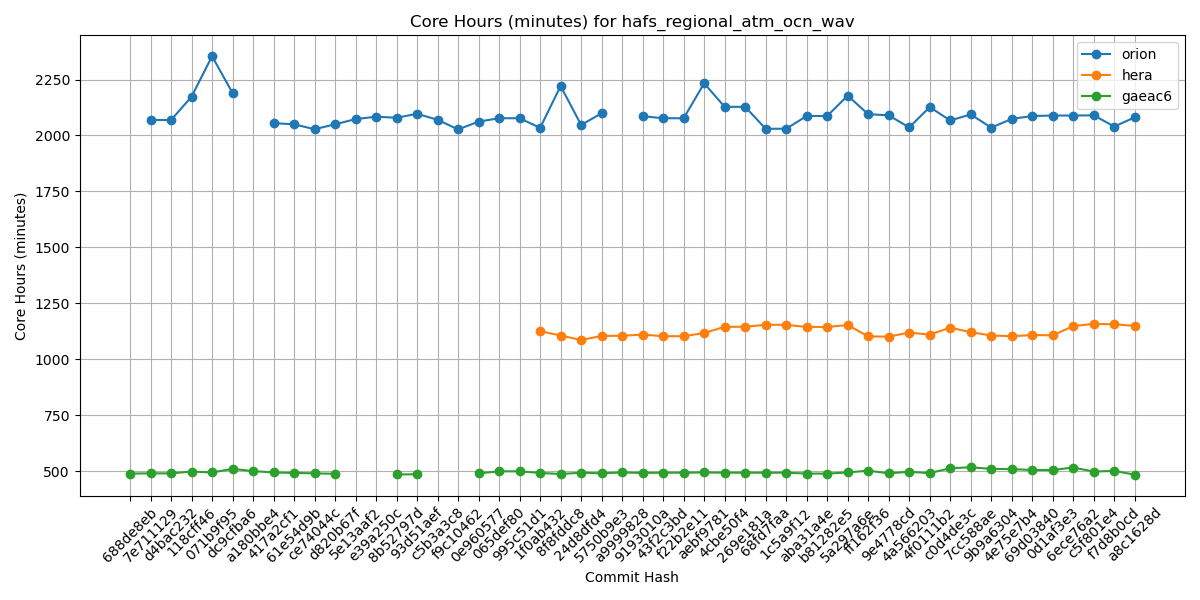 Core Hours (minutes) for hafs_regional_atm_ocn_wav
orion
hera
gaeac6
Core Hours (minutes)
2250
2000
1750
1500
1250
1000
750
500
688de8eb
7e711129
d4bac232
118cff46
071b9f95
dc9cfba6
a180bbe4
417a2cf1
61e54d9b
ce74044c
d820b67f
5e13aaf2
e39a250c
8b52797d
93d51aef
c5b3a3c8
f9c10462
0e960577
065def80
995c51d1
1f0ab432
8f8fddc8
24d8dfd4
5750b9e3
a9999828
9193010a
43f2c3bd
f22b2e11
aebf9781
4cbe50f4
269e181a
68fd7faa
1c5a9f12
aba31a4e
b81282e5
5a297a6e
ff162f36
9e4778cd
4a566203
4f0111b2
c0d4de3c
7cc588ae
9b9a6304
4e75e7b4
69d03840
0d1af3e3
6ece76a2
c5f801e4
f7d8b0cd
a8c1628d
Commit Hash